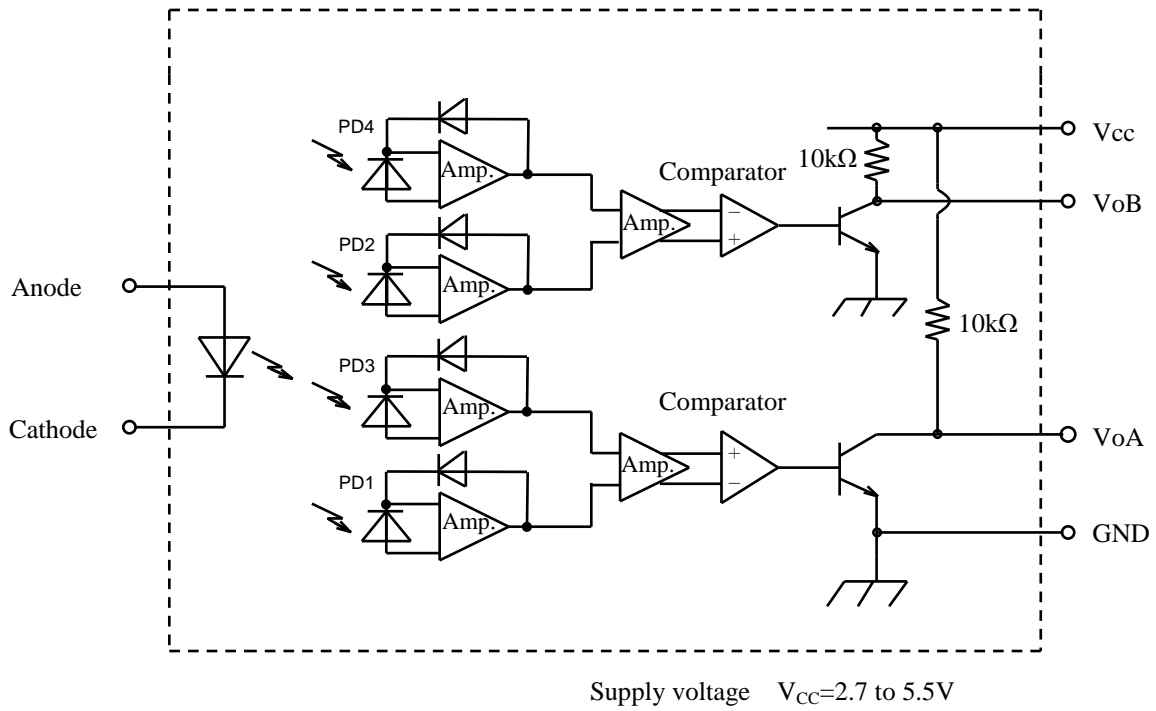 PD4
Vcc
Amp.
Comparator
10kΩ
VoB
Amp.
−
+
PD2
Amp.
Anode
10kΩ
PD3
Comparator
Amp.
Cathode
VoA
+
Amp.
−
PD1
Amp.
GND
Supply voltage VCC=2.7 to 5.5V